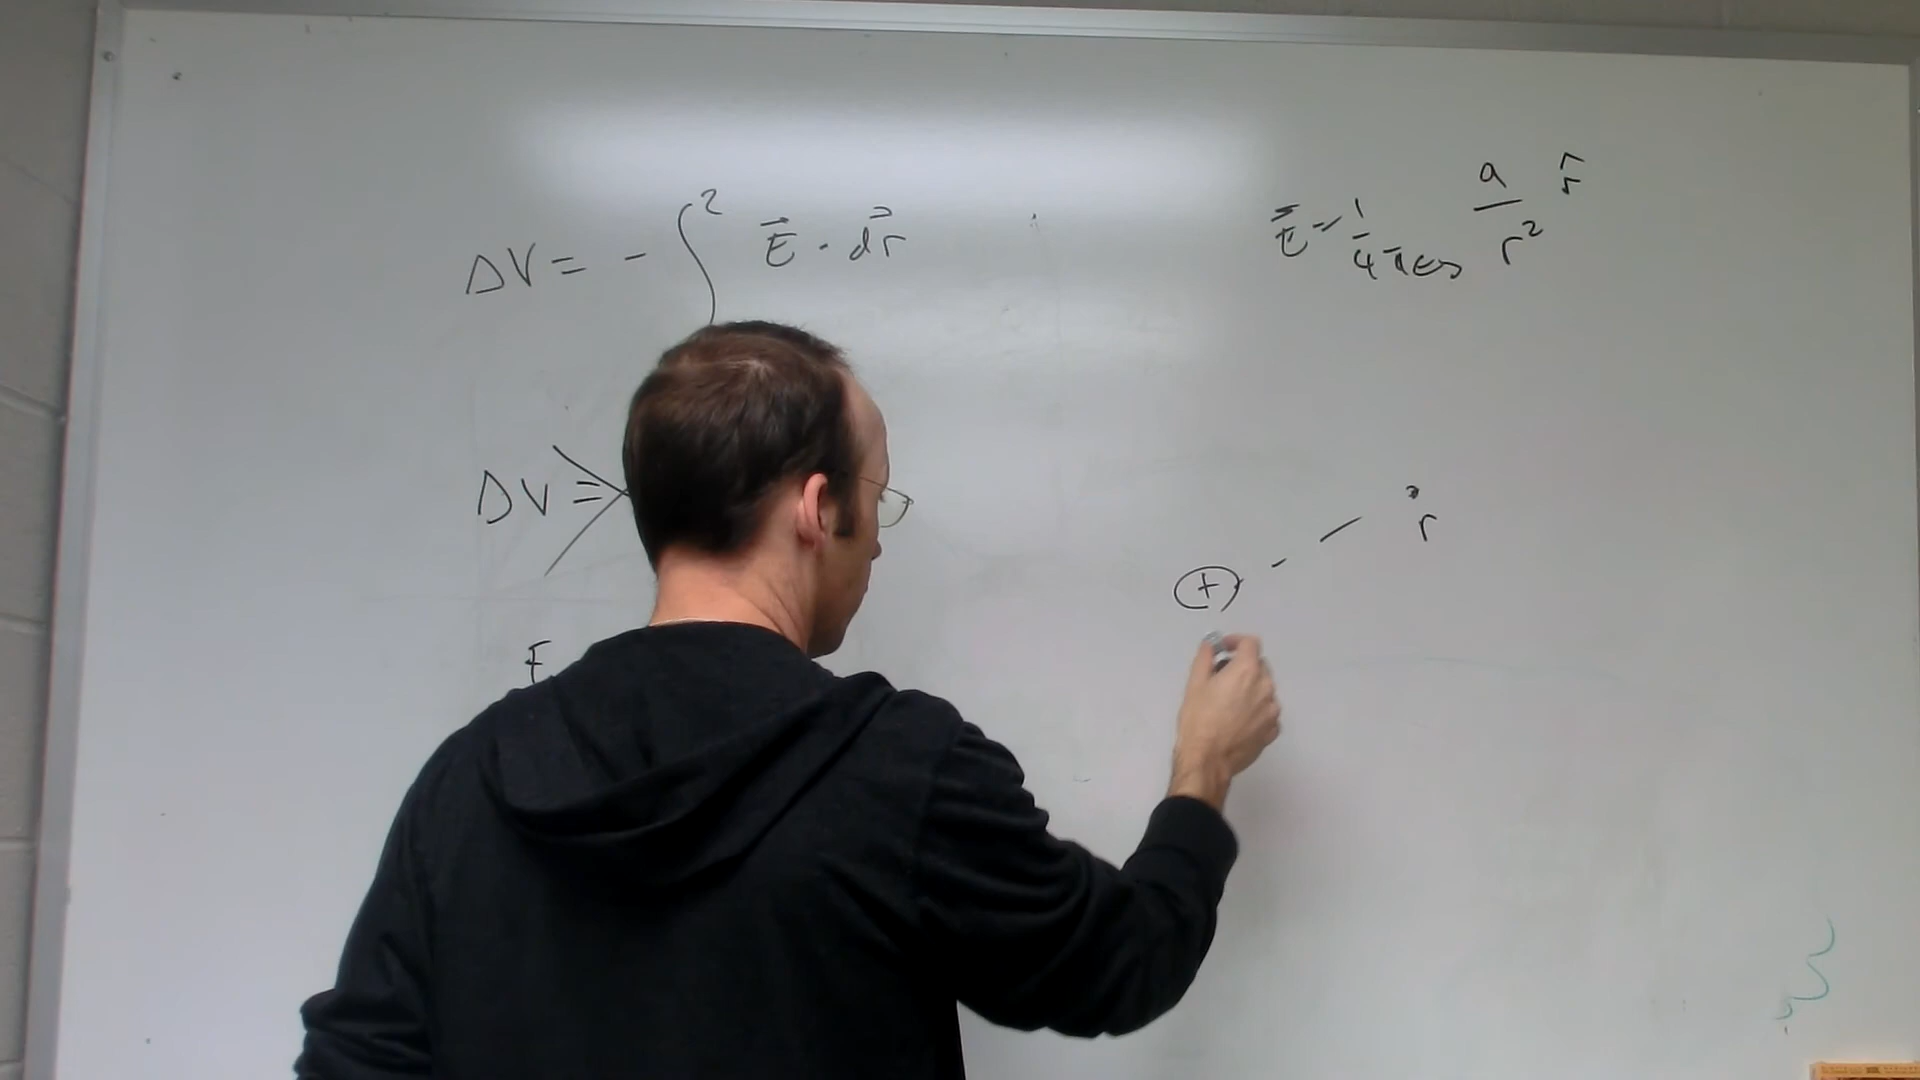 ΔV = - ∫² E⃗ · dr⃗
E⃗ = 1/4πε₀ q/r² r̂
ΔV =
r
+
E